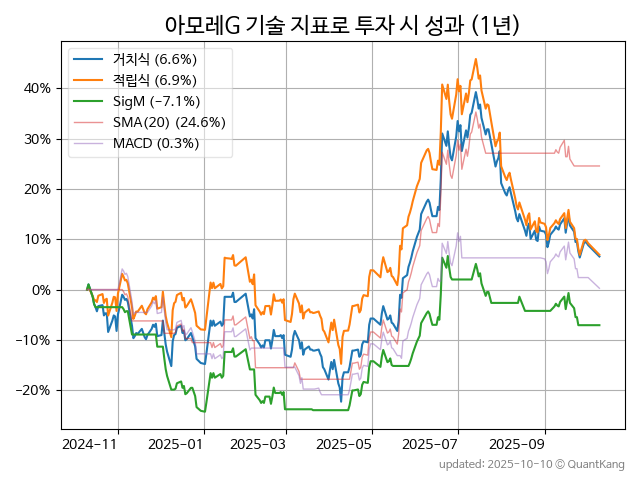 아모레G 기술 지표로 투자 시 성과 (1년)
거치식 (6.6%)
적립식 (6.9%)
SigM (−7.1%)
SMA(20) (24.6%)
MACD (0.3%)
40%
30%
20%
10%
0%
−10%
−20%
2024-11 2025-01 2025-03 2025-05 2025-07 2025-09
updated: 2025-10-10 © QuantKang